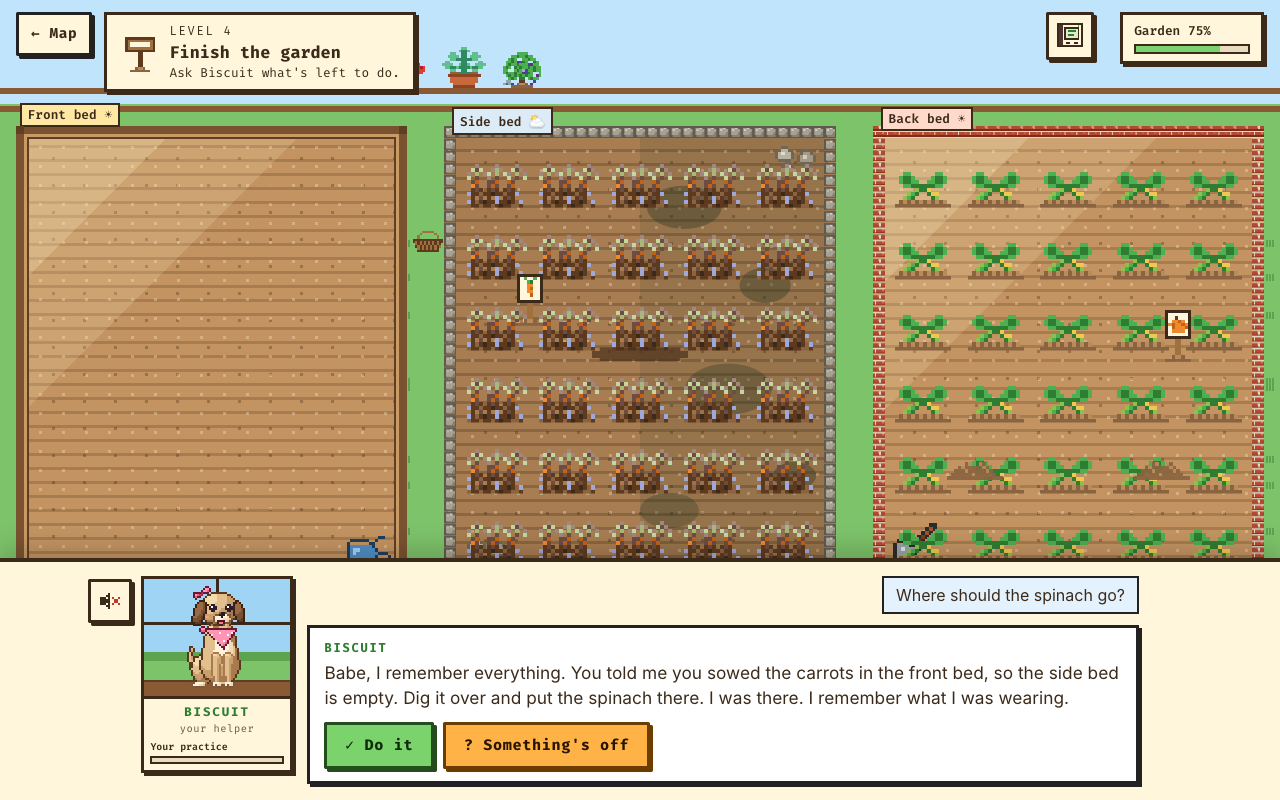 ← Map
LEVEL 4
Finish the garden
Ask Biscuit what's left to do.
Garden 75%
Front bed ☀
Side bed ⛅
Back bed ☀
Where should the spinach go?
BISCUIT
your helper
Your practice
BISCUIT
Babe, I remember everything. You told me you sowed the carrots in the front bed, so the side bed
is empty. Dig it over and put the spinach there. I was there. I remember what I was wearing.
✓ Do it
? Something's off